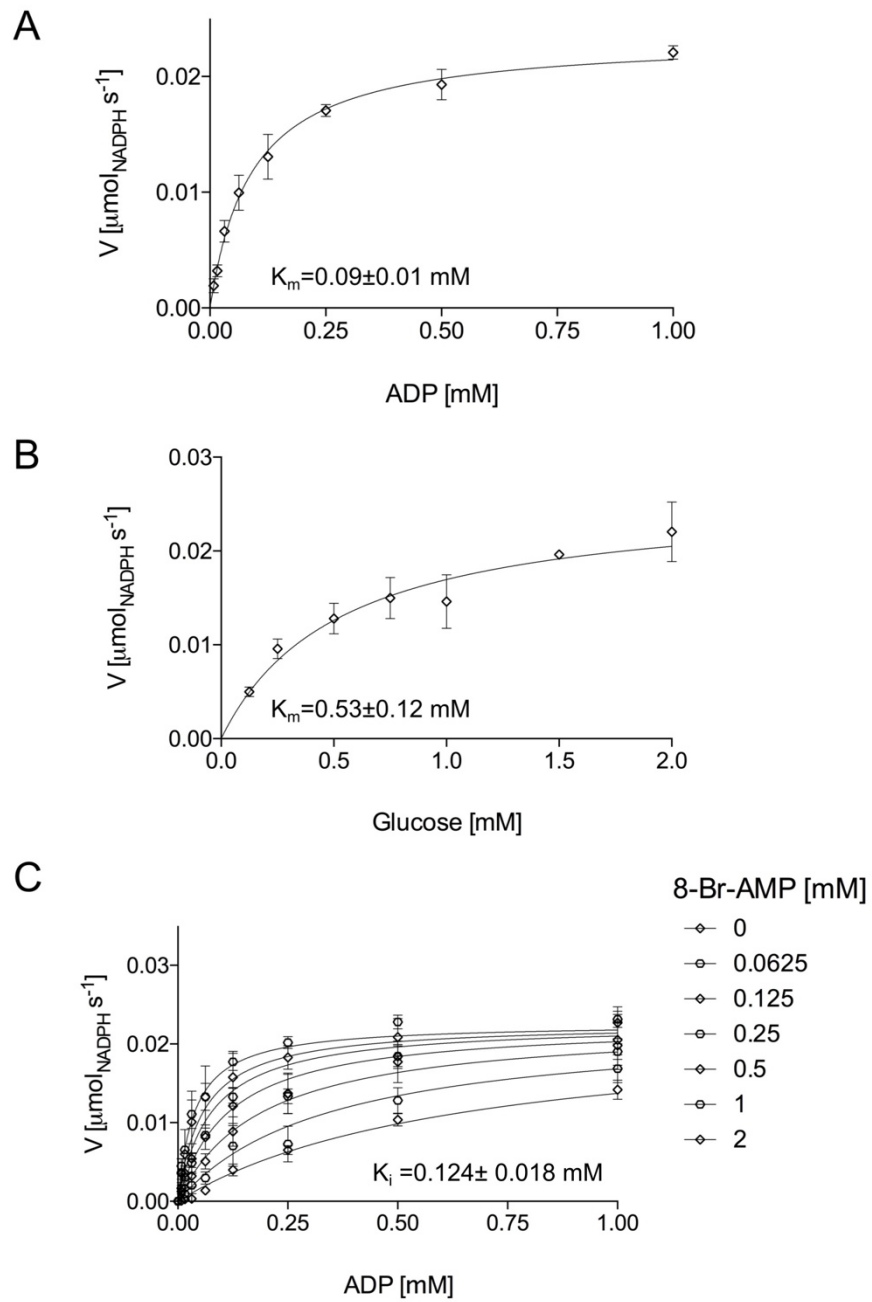 A
V [μmol_NADPH s⁻¹]
0.02
0.01
0.00
K_m=0.09±0.01 mM
0.00 0.25 0.50 0.75 1.00
ADP [mM]
B
V [μmol_NADPH s⁻¹]
0.03
0.02
0.01
0.00
K_m=0.53±0.12 mM
0.0 0.5 1.0 1.5 2.0
Glucose [mM]
C
V [μmol_NADPH s⁻¹]
0.03
0.02
0.01
0.00
K_i =0.124± 0.018 mM
0.00 0.25 0.50 0.75 1.00
ADP [mM]
8-Br-AMP [mM]
0
0.0625
0.125
0.25
0.5
1
2